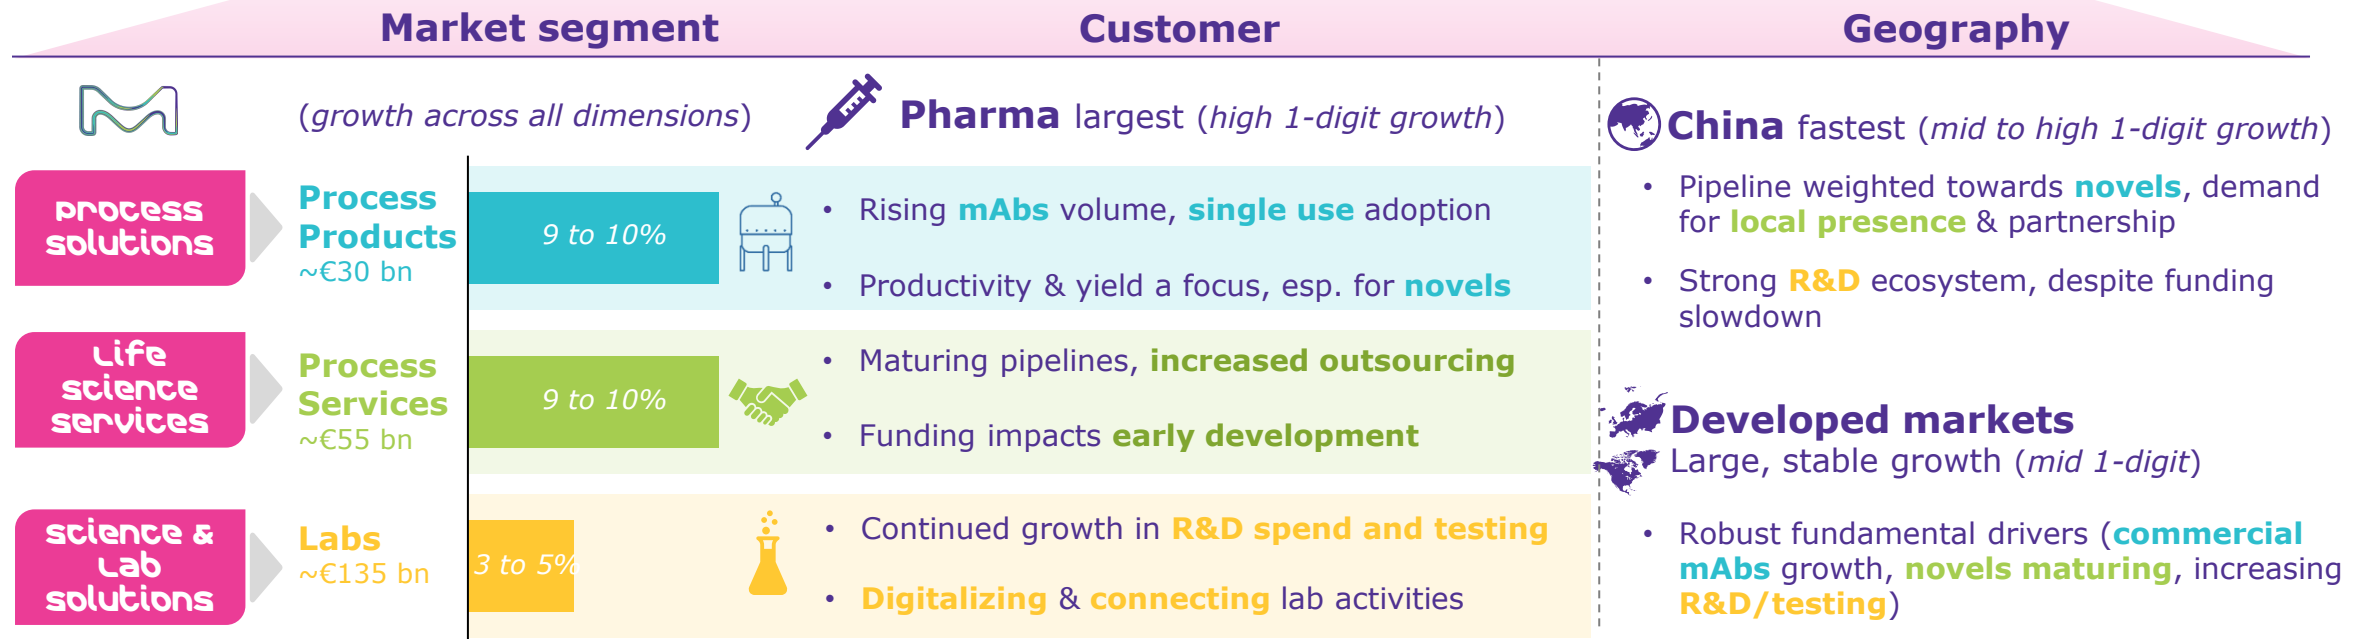 Market segment
Customer
Geography
(growth across all dimensions)
Pharma largest (high 1-digit growth)
China fastest (mid to high 1-digit growth)
process
solutions
Process
Products
~€30 bn
9 to 10%
• Rising mAbs volume, single use adoption
• Productivity & yield a focus, esp. for novels
Life
science
services
Process
Services
~€55 bn
9 to 10%
• Maturing pipelines, increased outsourcing
• Funding impacts early development
science &
Lab
solutions
Labs
~€135 bn
3 to 5%
• Continued growth in R&D spend and testing
• Digitalizing & connecting lab activities
• Pipeline weighted towards novels, demand
for local presence & partnership
• Strong R&D ecosystem, despite funding
slowdown
Developed markets
Large, stable growth (mid 1-digit)
• Robust fundamental drivers (commercial
mAbs growth, novels maturing, increasing
R&D/testing)